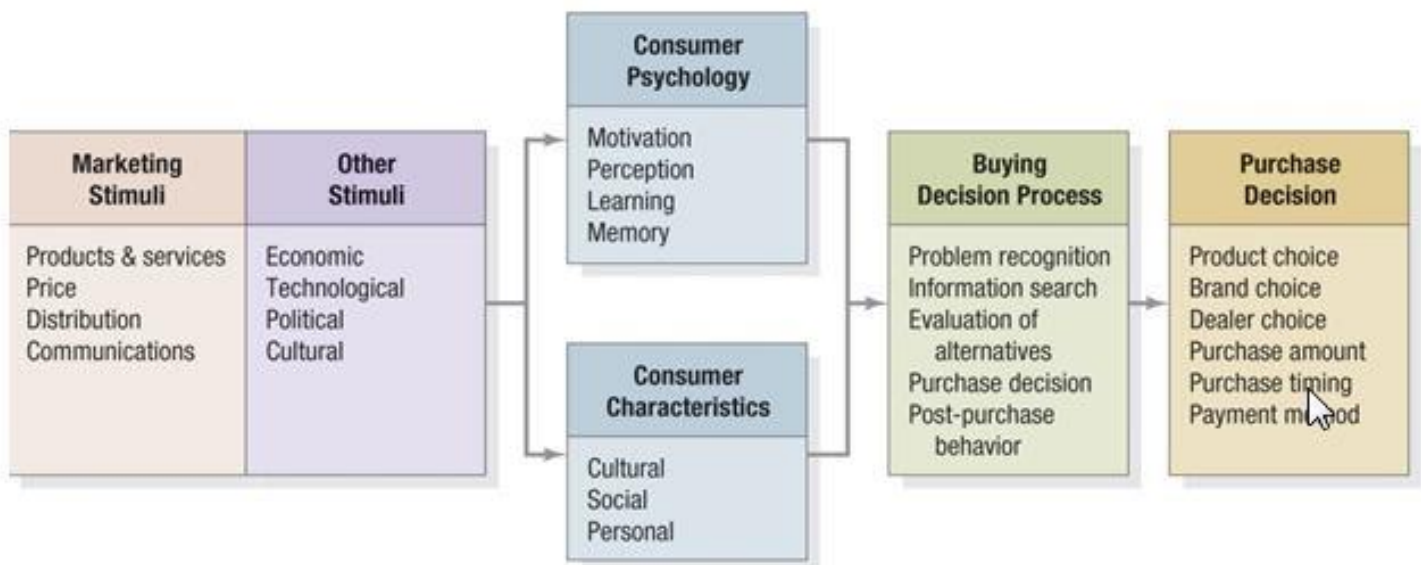 Marketing
Stimuli
Products & services
Price
Distribution
Communications
Other
Stimuli
Economic
Technological
Political
Cultural
Consumer
Psychology
Motivation
Perception
Learning
Memory
Consumer
Characteristics
Cultural
Social
Personal
Buying
Decision Process
Problem recognition
Information search
Evaluation of
alternatives
Purchase decision
Post-purchase
behavior
Purchase
Decision
Product choice
Brand choice
Dealer choice
Purchase amount
Purchase timing
Payment method